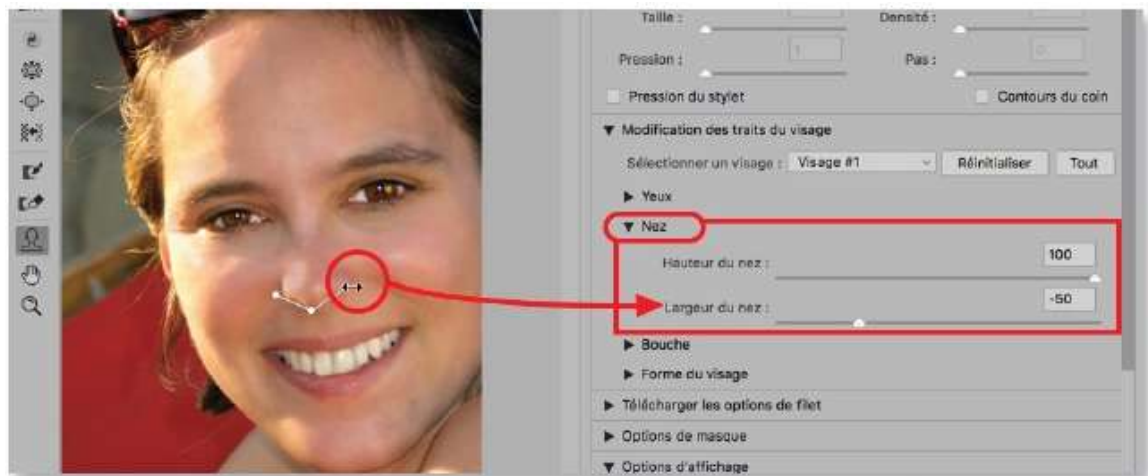 Taille :
Densité :
Pression :
1
Pas :
0
Pression du stylet
Contours du coin
Modification des traits du visage
Sélectionner un visage :
Visage #1
Réinitialiser
Tout
Yeux
Nez
Hauteur du nez :
100
Largeur du nez :
-50
Bouche
Forme du visage
Télécharger les options de filet
Options de masque
Options d'affichage